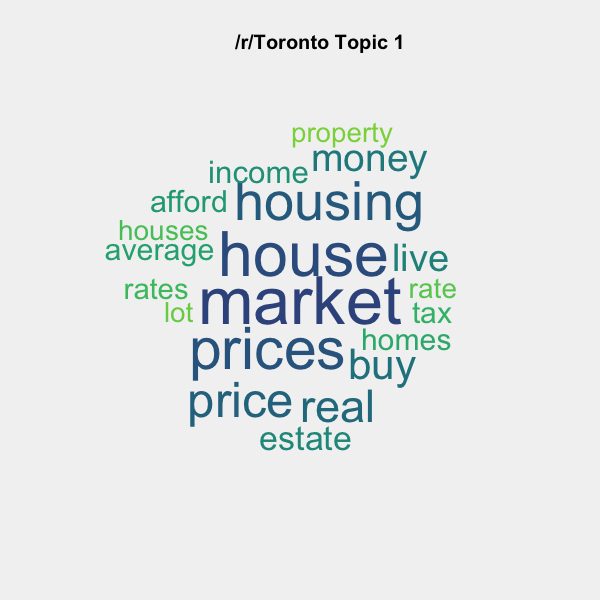 /r/Toronto Topic 1
property
income money
afford housing
houses
average house live
rates market rate
lot tax
prices homes
buy
price real
estate